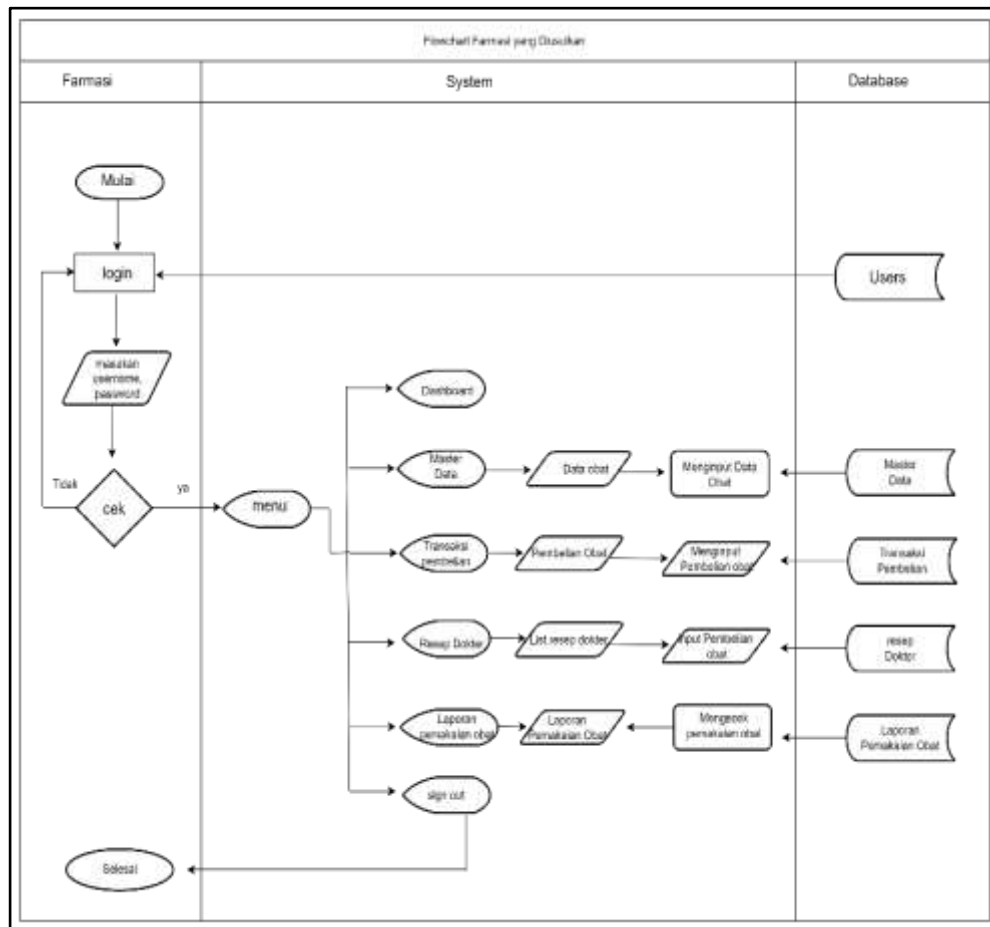 Flowchart Farmasi yang Diusulkan
Farmasi
System
Database
Mulai
login
Users
masukan
username,
password
Dashboard
Tidak
cek
ya
menu
Master
Data
Data obat
Menginput Data
Obat
Master
Data
Transaksi
pembelian
Pembelian Obat
Menginput
Pembelian obat
Transaksi
Pembelian
Resep Dokter
List resep dokter
Input Pembelian
obat
resep
Doktor
Laporan
pemakaian obat
Laporan
Pemakaian Obat
Mengecek
pemakaian obat
Laporan
Pemakaian Obat
sign out
Selesai